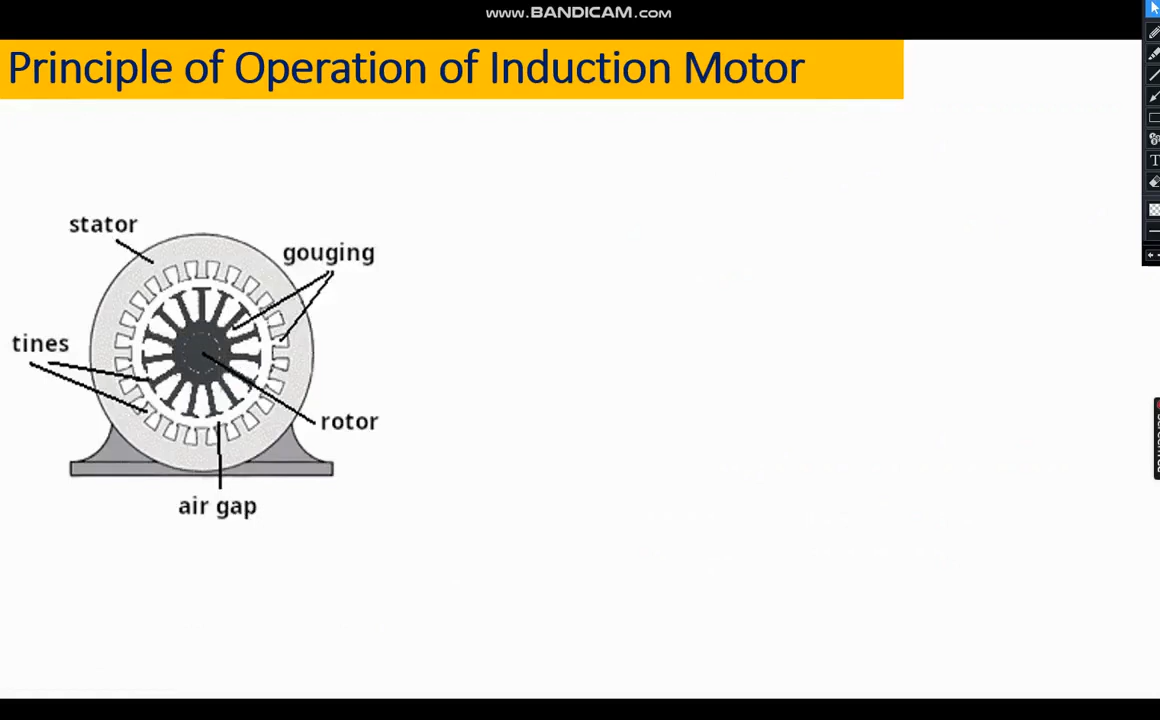 www.BANDICAM.com
Principle of Operation of Induction Motor
stator
gouging
tines
rotor
air gap
T